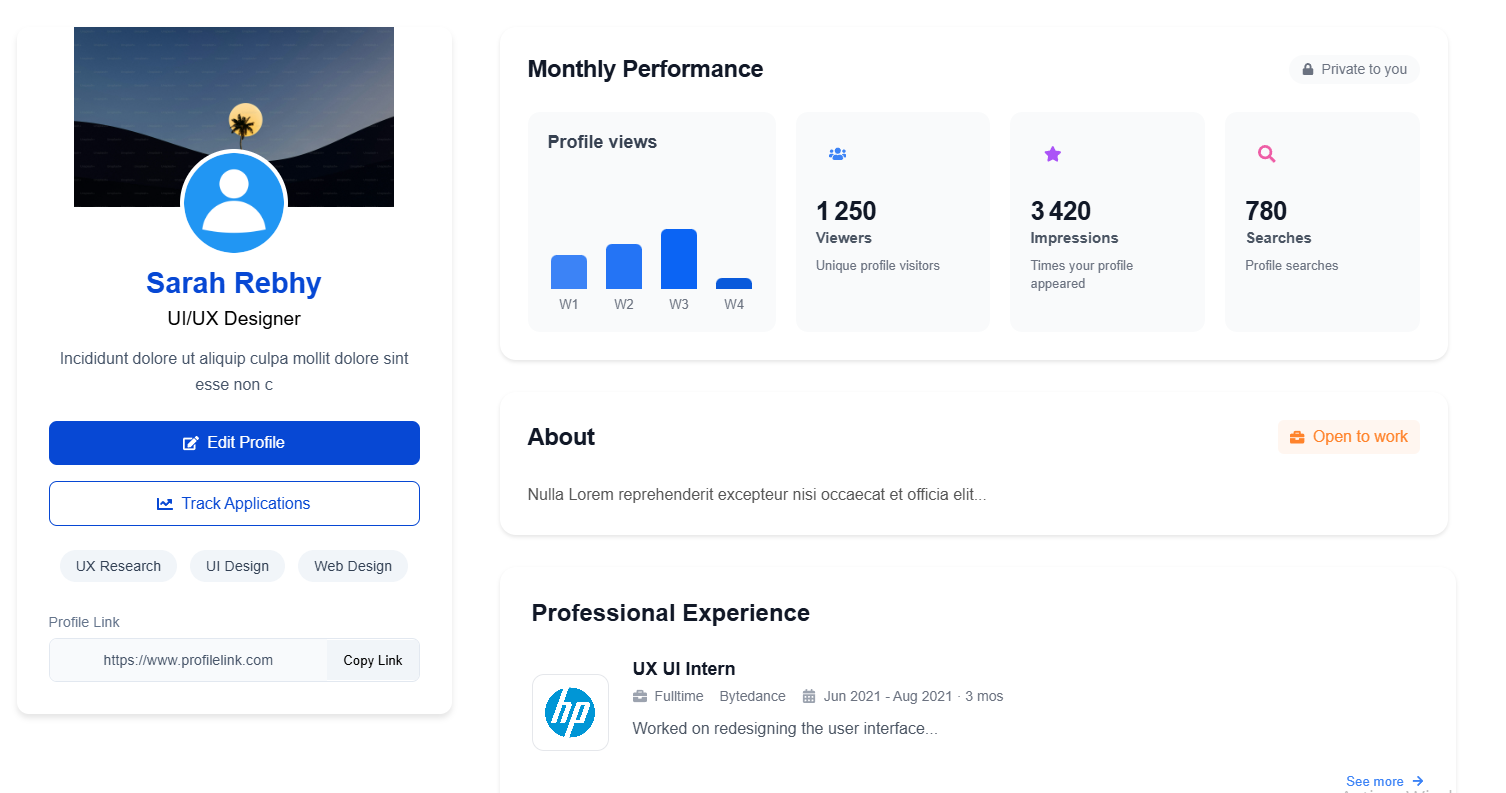 Sarah Rebhy
UI/UX Designer
Incididunt dolore ut aliquip culpa mollit dolore sint
esse non c
Edit Profile
Track Applications
UX Research UI Design Web Design
Profile Link
https://www.profilelink.com Copy Link
Monthly Performance
Private to you
Profile views
W1 W2 W3 W4
1 250
Viewers
Unique profile visitors
3 420
Impressions
Times your profile
appeared
780
Searches
Profile searches
About
Open to work
Nulla Lorem reprehenderit excepteur nisi occaecat et officia elit...
Professional Experience
hp
UX UI Intern
Fulltime Bytedance Jun 2021 - Aug 2021 · 3 mos
Worked on redesigning the user interface...
See more